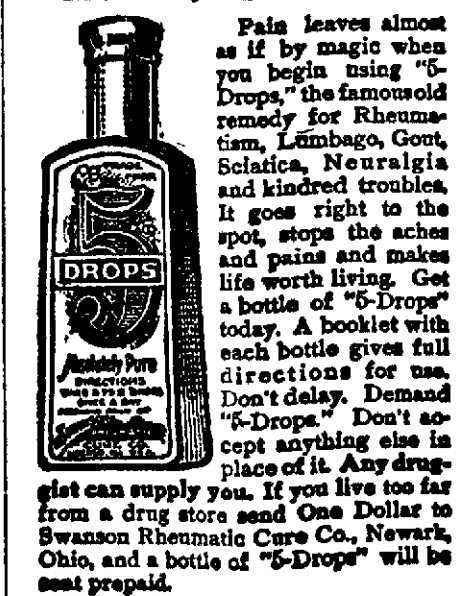 Pain leaves almost
as if by magic when
you begin using "5-
Drops," the famous old
remedy for Rheuma-
tism, Lumbago, Gout,
Sciatica, Neuralgia
and kindred troubles.
It goes right to the
spot, stops the aches
and pains and makes
life worth living. Get
a bottle of "5-Drops"
today. A booklet with
each bottle gives full
directions for use.
Don't delay. Demand
"5-Drops." Don't ac-
cept anything else in
place of it. Any drug-
gist can supply you. If you live too far
from a drug store send One Dollar to
Swanson Rheumatic Cure Co., Newark,
Ohio, and a bottle of "5-Drops" will be
sent prepaid.
TRADE
MARK
5
DROPS
Absolutely Pure
DIRECTIONS